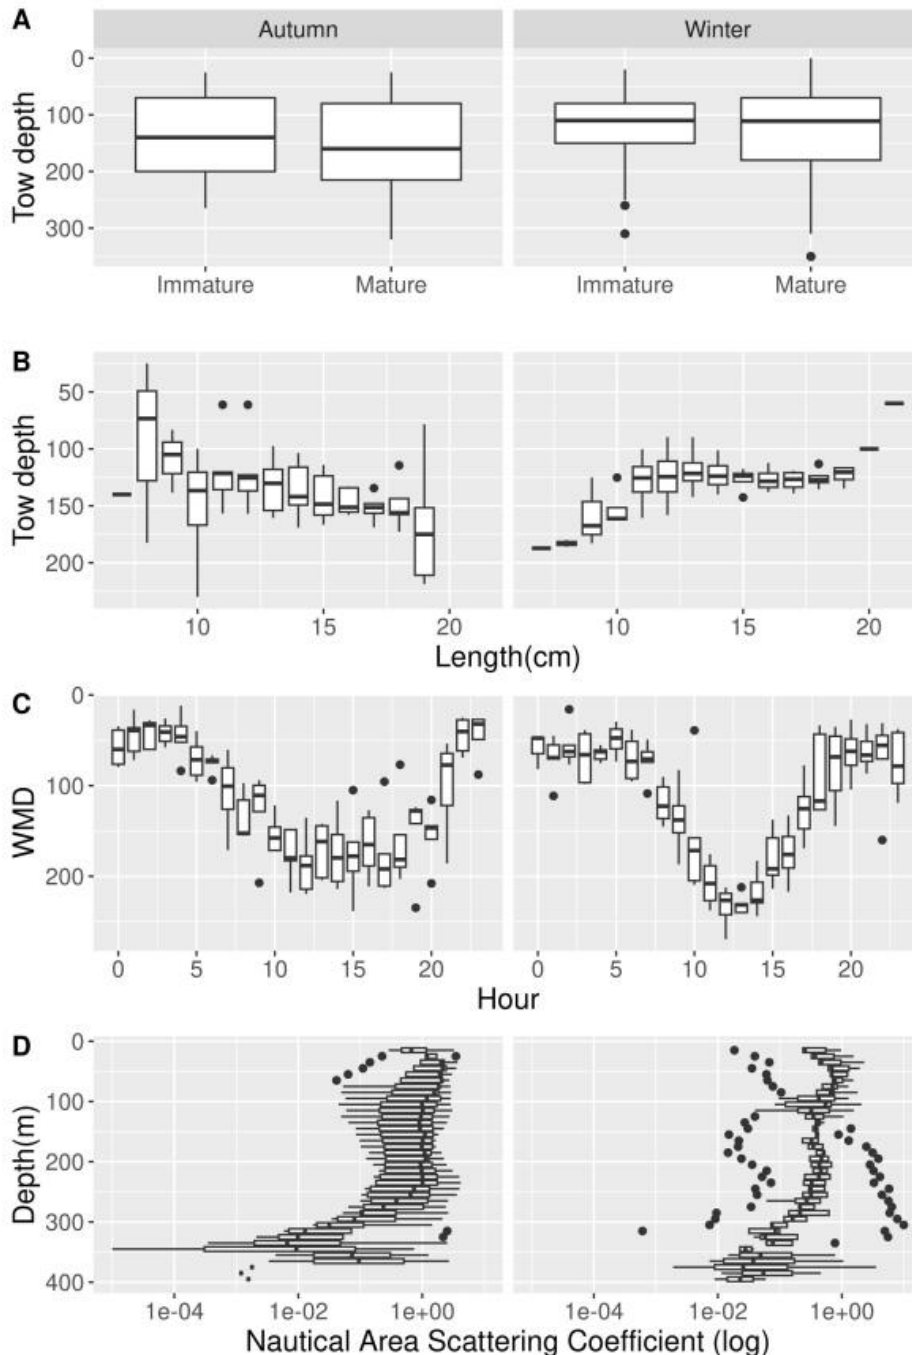 A
Autumn Winter
0
100
200
300
Tow depth
Immature Mature Immature Mature
B
50
100
150
200
Tow depth
10 15 20 10 15 20
Length(cm)
C
0
100
200
WMD
0 5 10 15 20 0 5 10 15 20
Hour
D
0
100
200
300
400
Depth(m)
1e-04 1e-02 1e+00 1e-04 1e-02 1e+00
Nautical Area Scattering Coefficient (log)